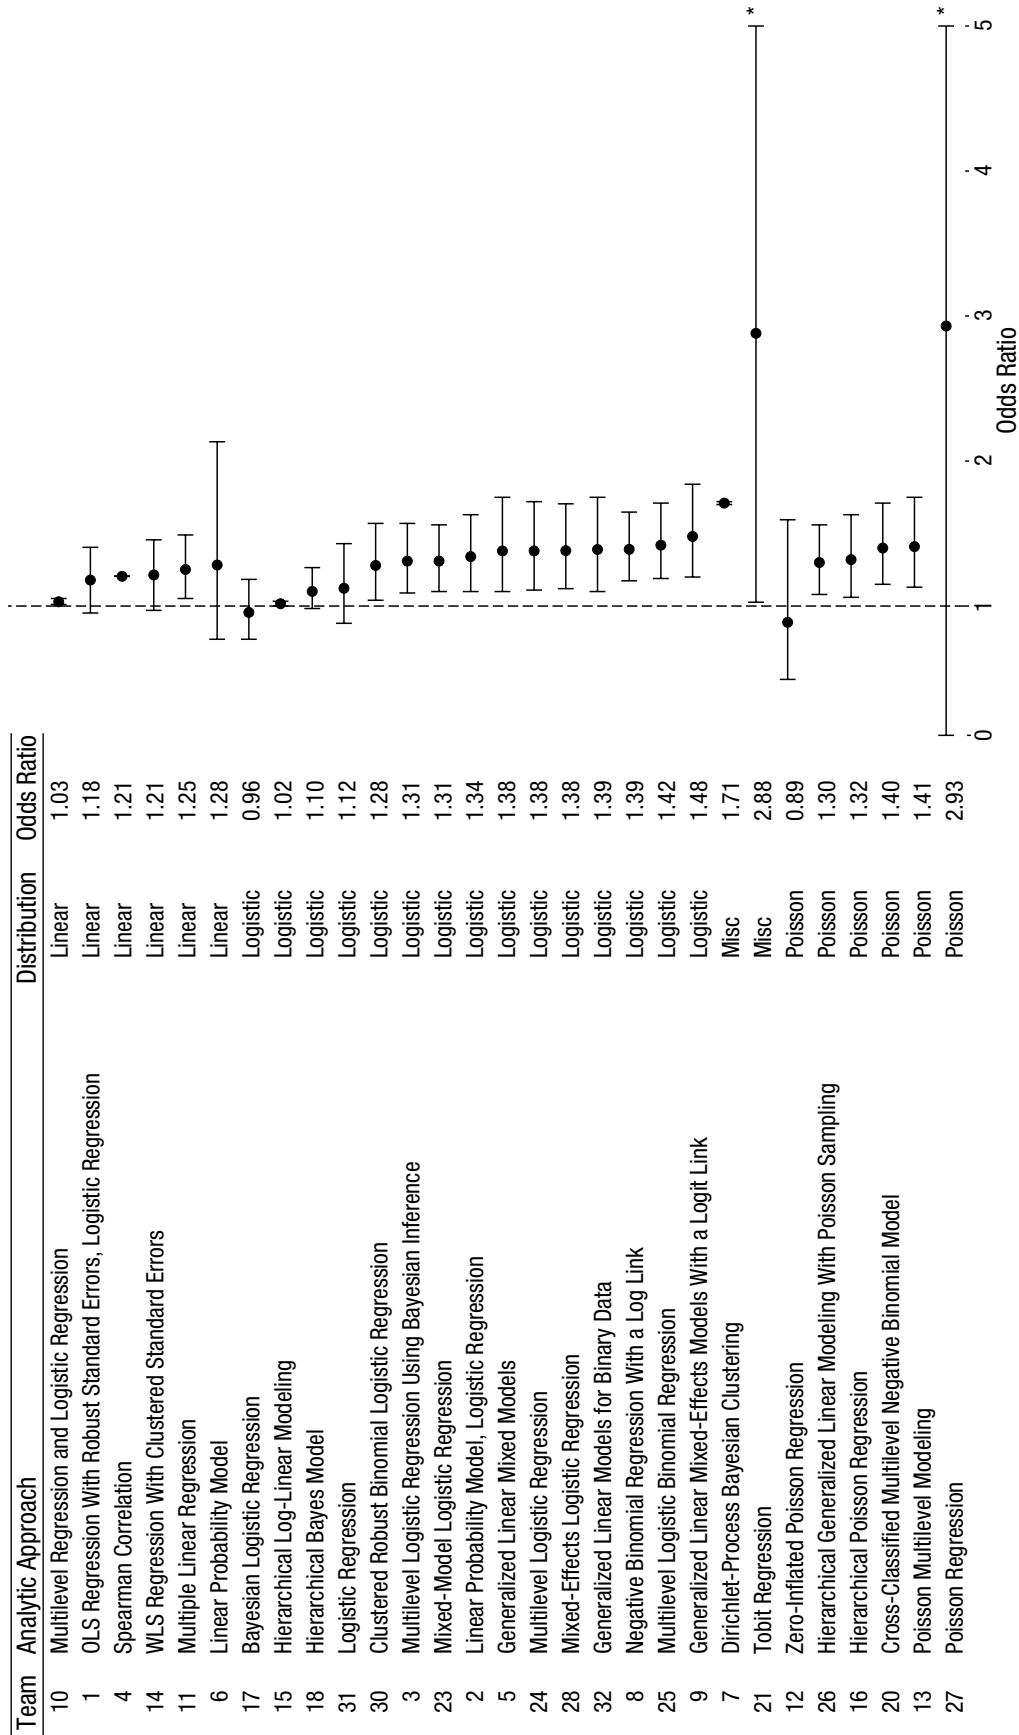 Team Analytic Approach Distribution Odds Ratio
10 Multilevel Regression and Logistic Regression Linear 1.03
1 OLS Regression With Robust Standard Errors, Logistic Regression Linear 1.18
4 Spearman Correlation Linear 1.21
14 WLS Regression With Clustered Standard Errors Linear 1.21
11 Multiple Linear Regression Linear 1.25
6 Linear Probability Model Linear 1.28
17 Bayesian Logistic Regression Logistic 0.96
15 Hierarchical Log-Linear Modeling Logistic 1.02
18 Hierarchical Bayes Model Logistic 1.10
31 Logistic Regression Logistic 1.12
30 Clustered Robust Binomial Logistic Regression Logistic 1.28
3 Multilevel Logistic Regression Using Bayesian Inference Logistic 1.31
23 Mixed-Model Logistic Regression Logistic 1.31
2 Linear Probability Model, Logistic Regression Logistic 1.34
5 Generalized Linear Mixed Models Logistic 1.38
24 Multilevel Logistic Regression Logistic 1.38
28 Mixed-Effects Logistic Regression Logistic 1.38
32 Generalized Linear Models for Binary Data Logistic 1.39
8 Negative Binomial Regression With a Log Link Logistic 1.39
25 Multilevel Logistic Binomial Regression Logistic 1.42
9 Generalized Linear Mixed-Effects Models With a Logit Link Logistic 1.48
7 Dirichlet-Process Bayesian Clustering Misc 1.71
21 Tobit Regression Misc 2.88 *
12 Zero-Inflated Poisson Regression Poisson 0.89
26 Hierarchical Generalized Linear Modeling With Poisson Sampling Poisson 1.30
16 Hierarchical Poisson Regression Poisson 1.32
20 Cross-Classified Multilevel Negative Binomial Model Poisson 1.40
13 Poisson Multilevel Modeling Poisson 1.41
27 Poisson Regression Poisson 2.93 *
0 1 2 3 4 5
Odds Ratio